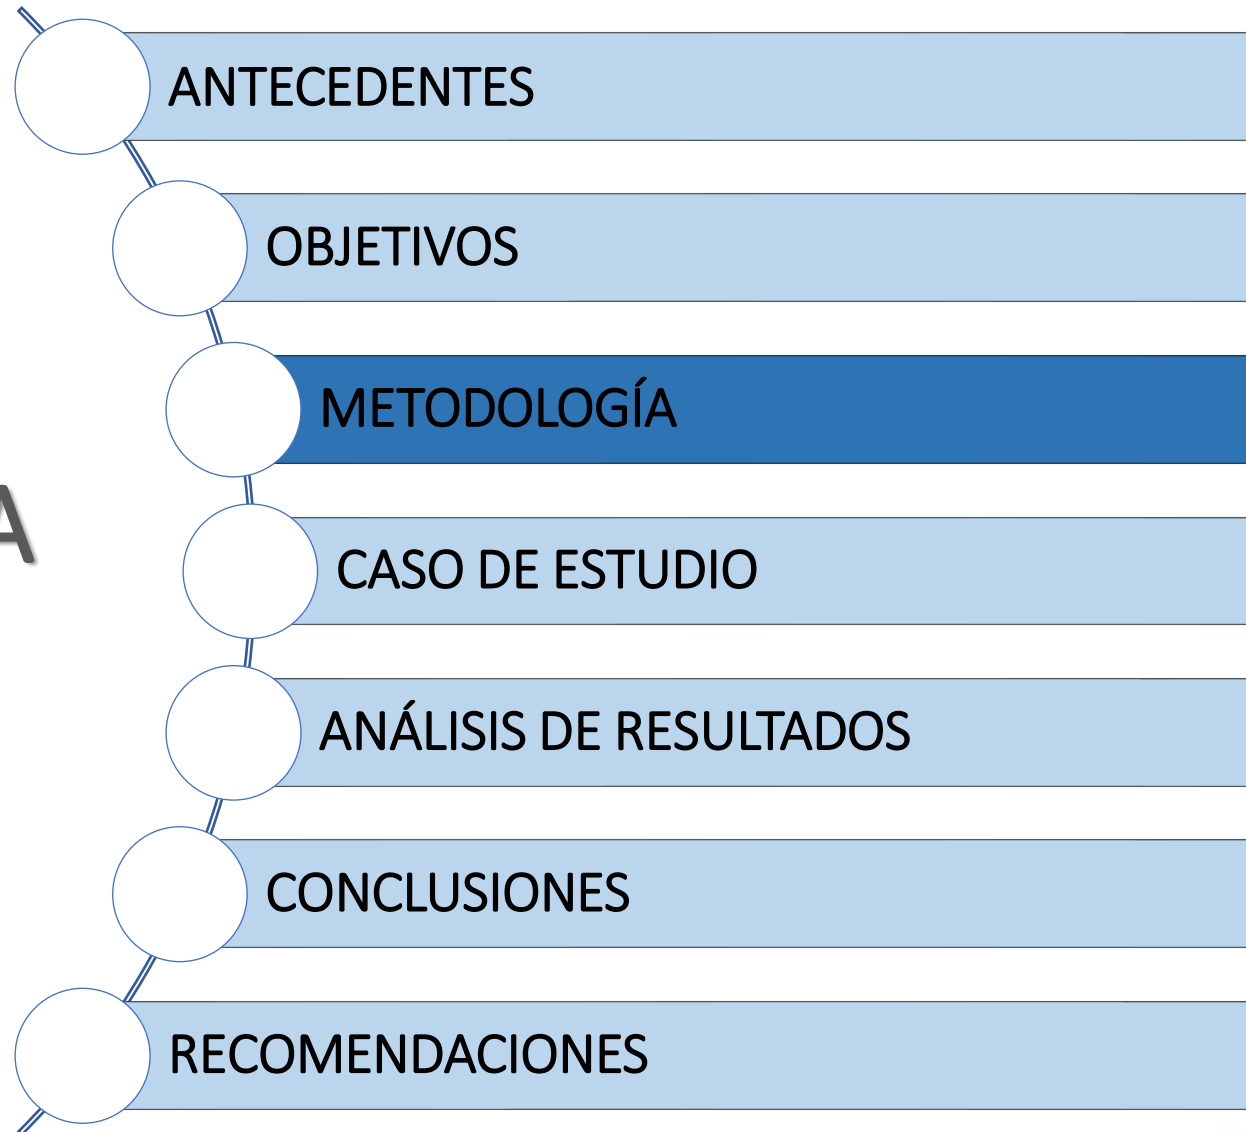 ANTECEDENTES
OBJETIVOS
METODOLOGÍA
A
CASO DE ESTUDIO
ANÁLISIS DE RESULTADOS
CONCLUSIONES
RECOMENDACIONES